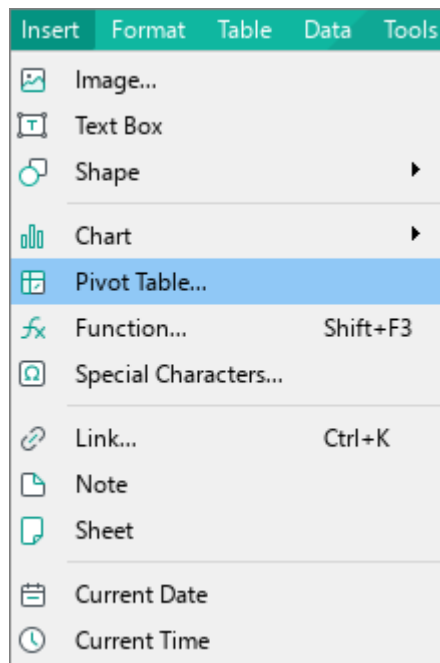 Insert Format Table Data Tools
Image...
Text Box
Shape
Chart
Pivot Table...
Function... Shift+F3
Special Characters...
Link... Ctrl+K
Note
Sheet
Current Date
Current Time